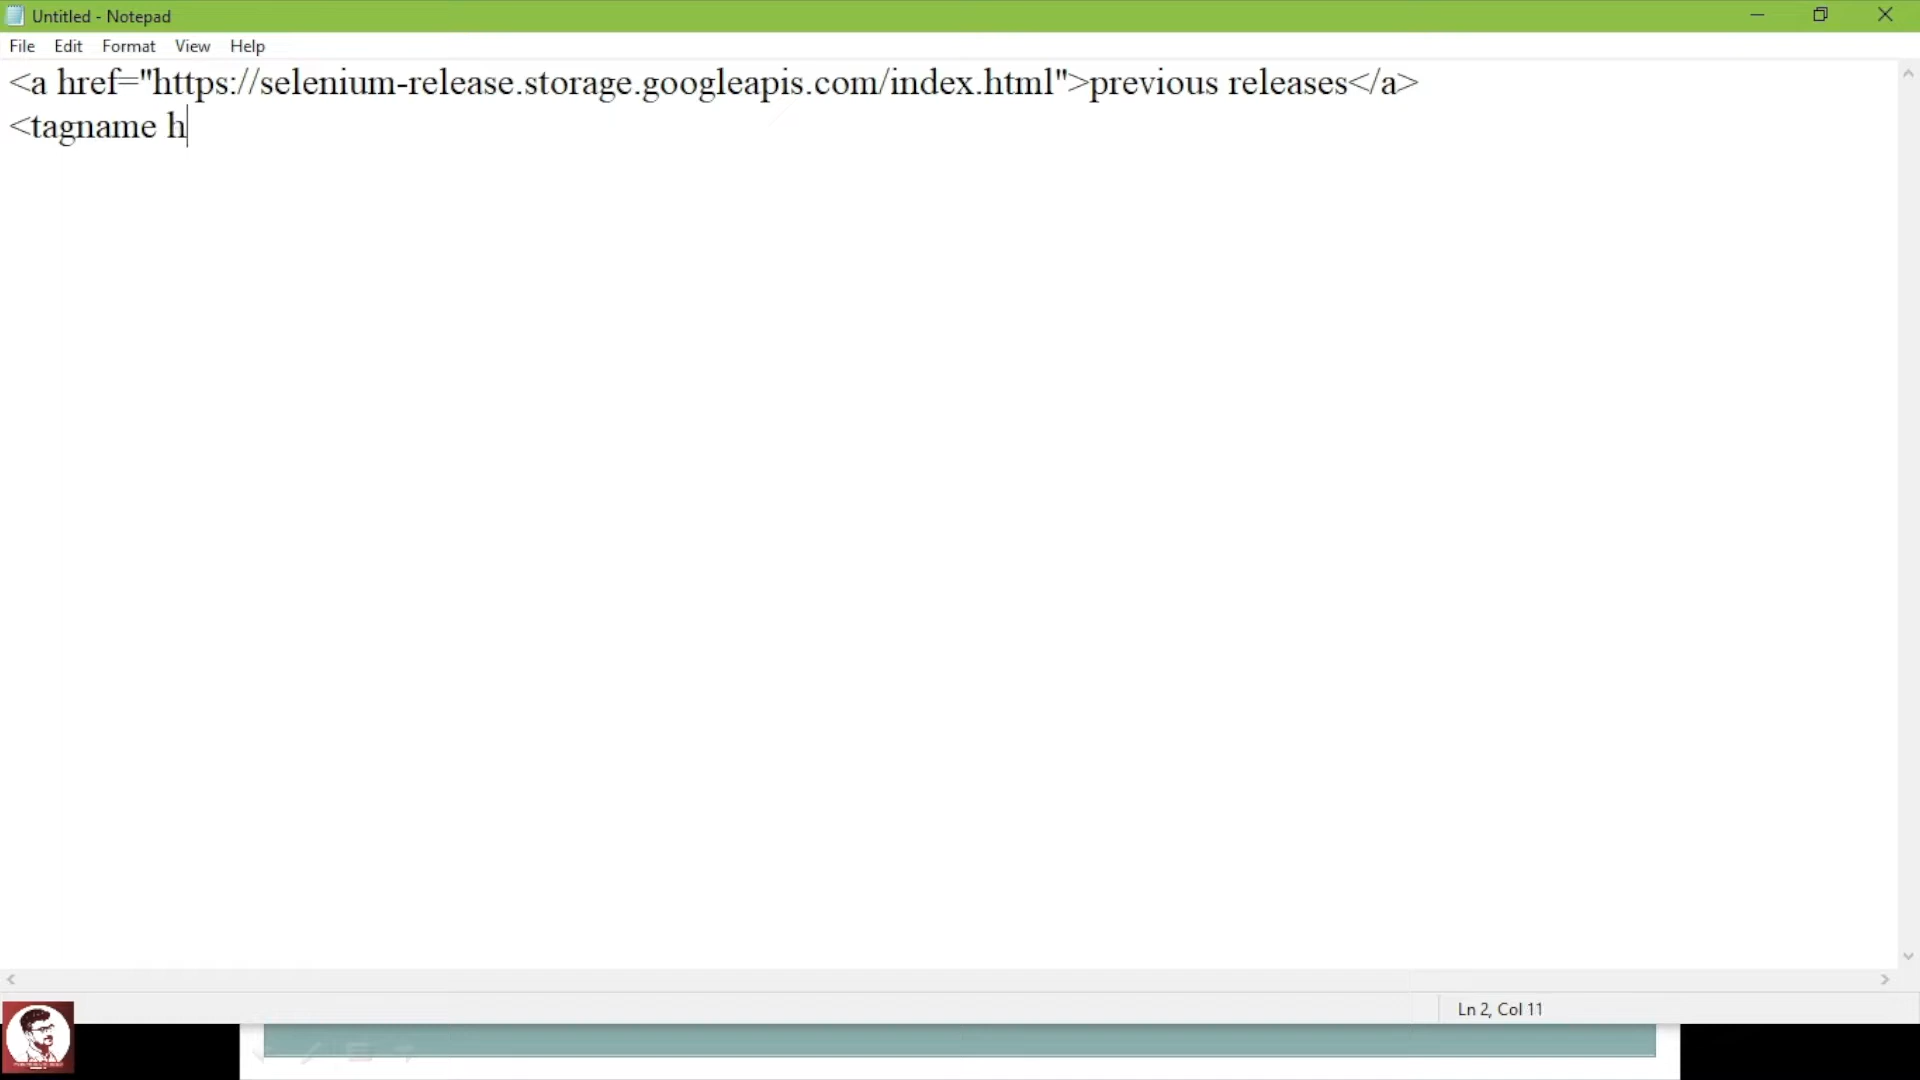 Untitled - Notepad
File Edit Format View Help
<a href="https://selenium-release.storage.googleapis.com/index.html">previous releases</a>
<tagname h
Ln 2, Col 11